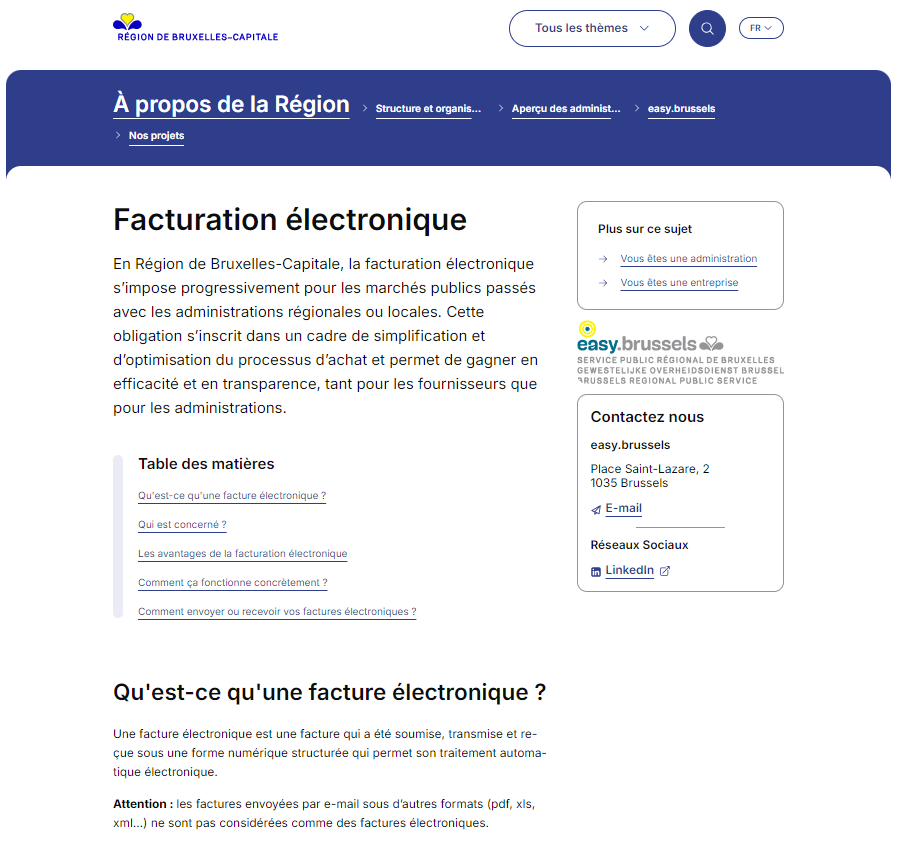 RÉGION DE BRUXELLES-CAPITALE
Tous les thèmes
FR
À propos de la Région
Structure et organis...
Aperçu des administ...
easy.brussels
Nos projets
Facturation électronique
En Région de Bruxelles-Capitale, la facturation électronique
s’impose progressivement pour les marchés publics passés
avec les administrations régionales ou locales. Cette
obligation s’inscrit dans un cadre de simplification et
d’optimisation du processus d’achat et permet de gagner en
efficacité et en transparence, tant pour les fournisseurs que
pour les administrations.
Table des matières
Qu'est-ce qu'une facture électronique ?
Qui est concerné ?
Les avantages de la facturation électronique
Comment ça fonctionne concrètement ?
Comment envoyer ou recevoir vos factures électroniques ?
Plus sur ce sujet
Vous êtes une administration
Vous êtes une entreprise
easy.brussels
SERVICE PUBLIC RÉGIONAL DE BRUXELLES
GEWESTELIJKE OVERHEIDSDIENST BRUSSEL
BRUSSELS REGIONAL PUBLIC SERVICE
Contactez nous
easy.brussels
Place Saint-Lazare, 2
1035 Brussels
E-mail
Réseaux Sociaux
LinkedIn
Qu'est-ce qu'une facture électronique ?
Une facture électronique est une facture qui a été soumise, transmise et re-
çue sous une forme numérique structurée qui permet son traitement automa-
tique électronique.
Attention : les factures envoyées par e-mail sous d’autres formats (pdf, xls,
xml...) ne sont pas considérées comme des factures électroniques.